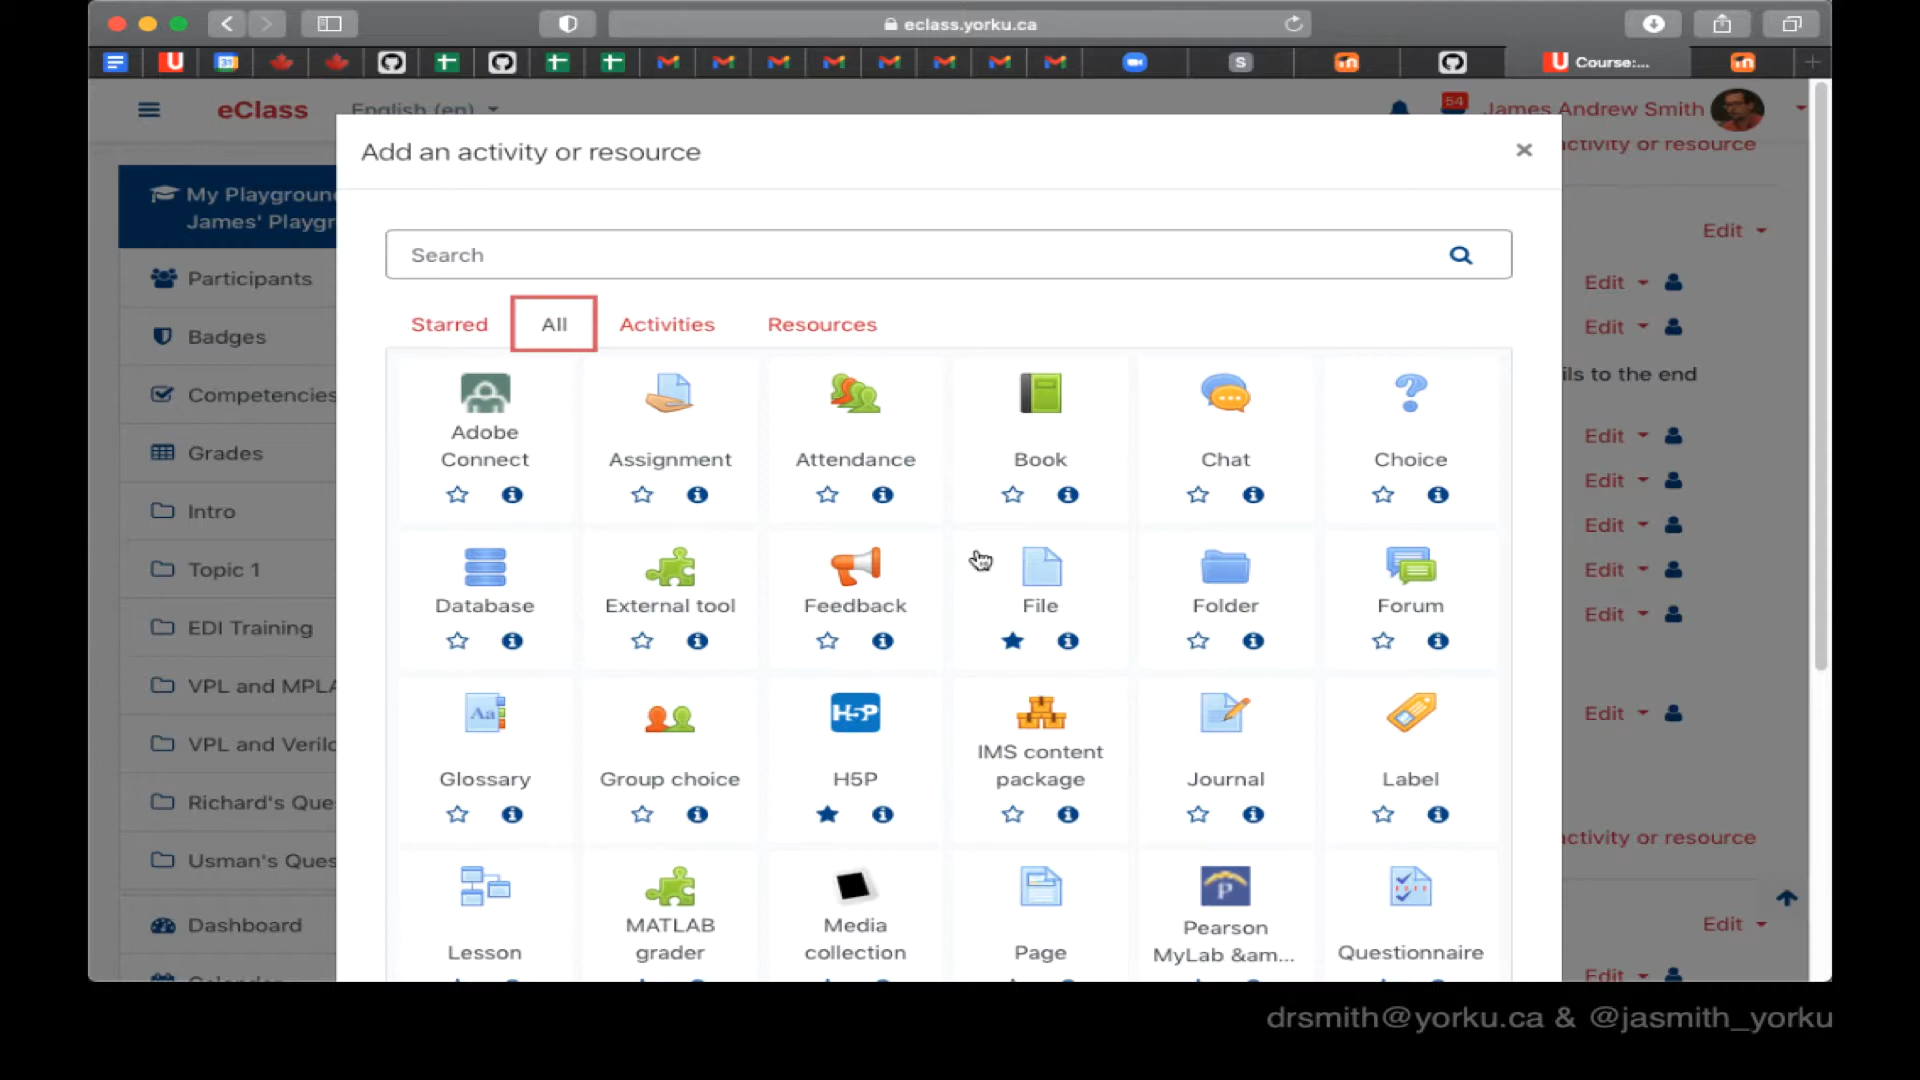 eclass.yorku.ca
Course:...
eClass
English (en)
54
James Andrew Smith
Add an activity or resource
ctivity or resource
My Playground
James' Playgr
Participants
Badges
Competencies
Grades
Intro
Topic 1
EDI Training
VPL and MPLA
VPL and Verilo
Richard's Que
Usman's Ques
Dashboard
Search
Starred
All
Activities
Resources
Adobe Connect
Assignment
Attendance
Book
Chat
Choice
Database
External tool
Feedback
File
Folder
Forum
Aa
Glossary
Group choice
H5P
H5P
IMS content package
Journal
Label
Lesson
MATLAB grader
Media collection
Page
P
Pearson MyLab &am...
Questionnaire
Edit
Edit
Edit
ils to the end
Edit
Edit
Edit
Edit
Edit
Edit
ctivity or resource
Edit
Edit
drsmith@yorku.ca & @jasmith_yorku